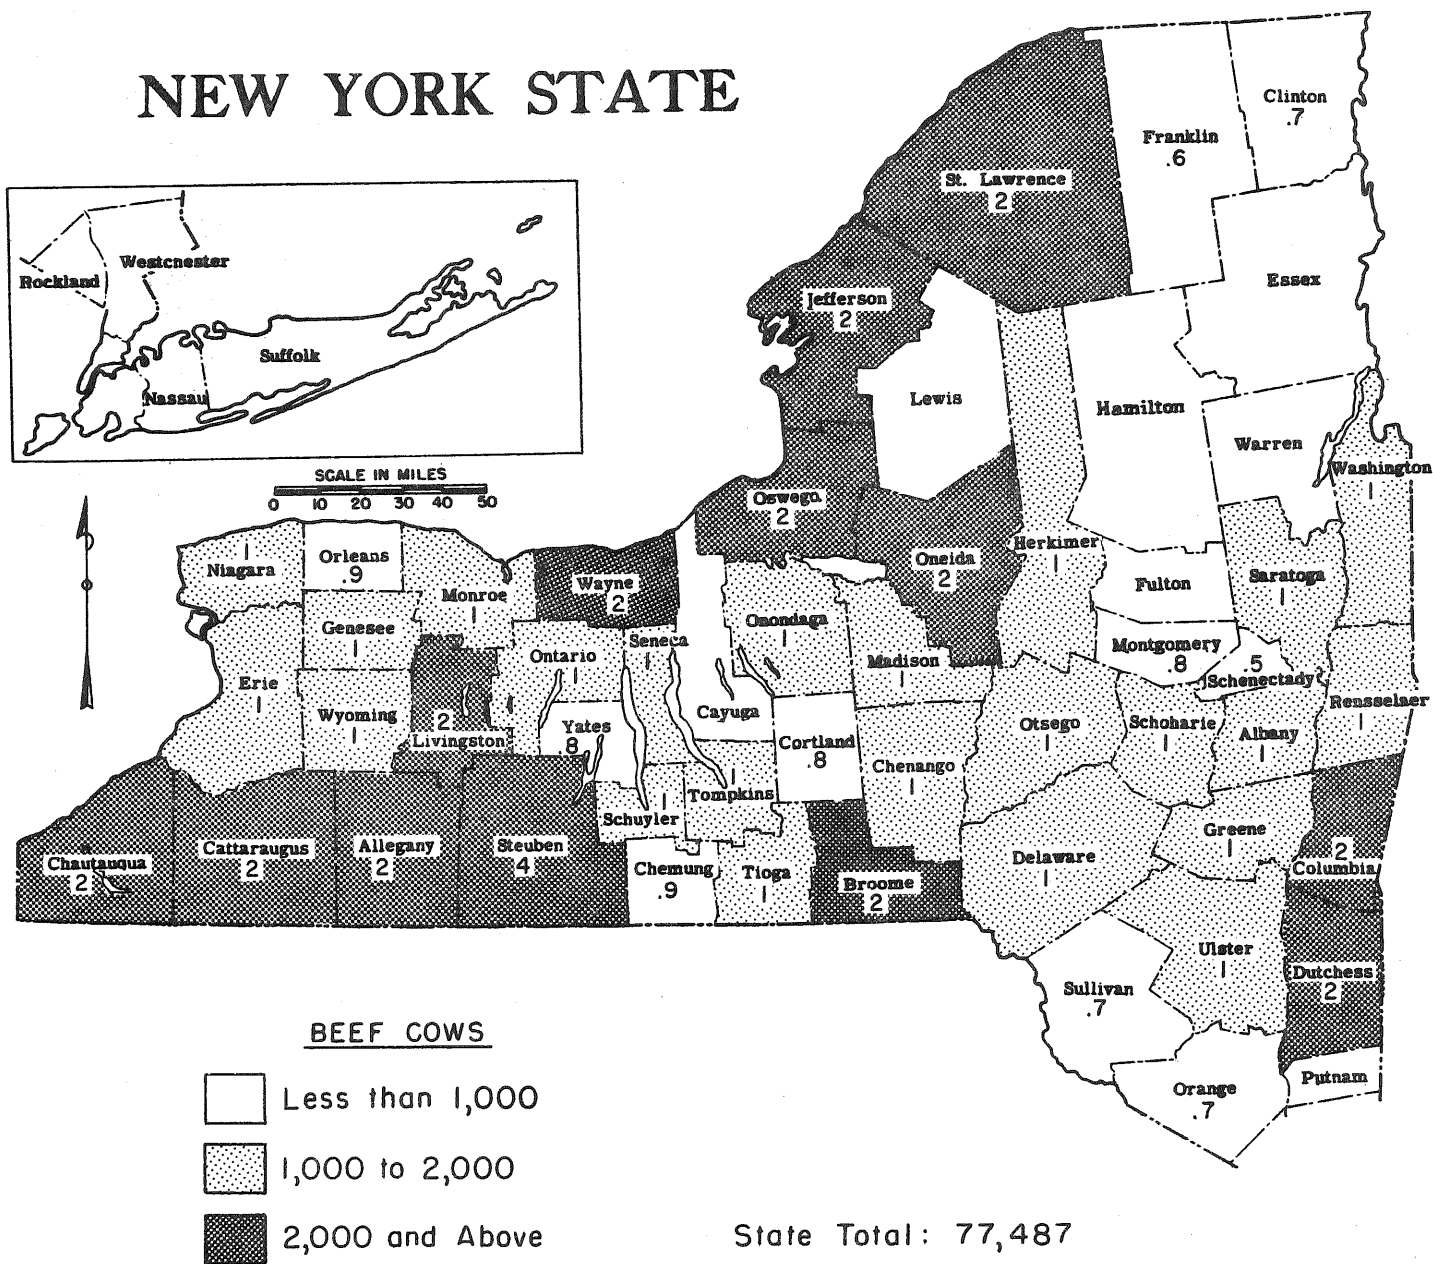 NEW YORK STATE
Clinton
.7
Franklin
.6
St. Lawrence
2
Rockland
Westchester
Essex
Jefferson
2
Suffolk
Nassau
Lewis
Hamilton
Warren
Washington
1
SCALE IN MILES
0 10 20 30 40 50
Oswego
2
Niagara
1
Orleans
.9
Monroe
1
Wayne
2
Oneida
2
Herkimer
1
Fulton
Saratoga
1
Genesee
1
Ontario
1
Seneca
1
Onondaga
1
Madison
1
Montgomery
.8
.5
Schenectady
Erie
1
Wyoming
1
2
Livingston
Yates
.8
Cayuga
Cortland
.8
Chenango
1
Otsego
1
Schoharie
1
Albany
1
Rensselaer
1
1
Tompkins
1
Schuyler
Chautauqua
2
Cattaraugus
2
Allegany
2
Steuben
4
Chemung
.9
Tioga
1
Broome
2
Delaware
1
Greene
1
2
Columbia
Ulster
1
Sullivan
.7
Dutchess
2
Orange
.7
Putnam
BEEF COWS
Less than 1,000
1,000 to 2,000
2,000 and Above
State Total: 77,487